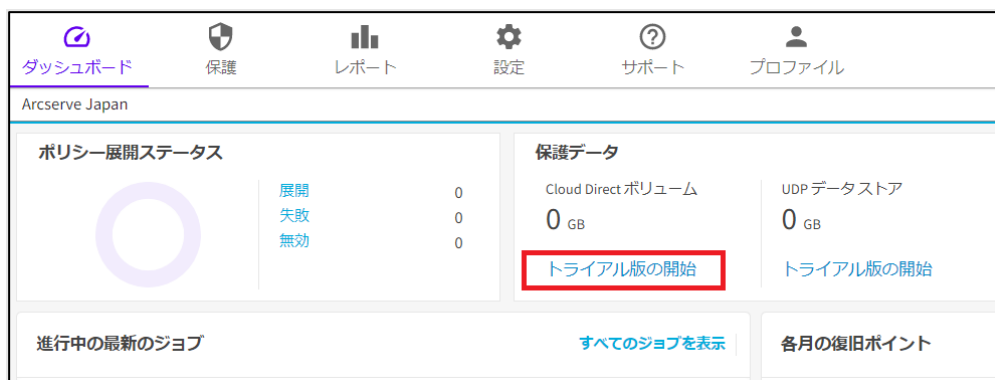 ダッシュボード 保護 レポート 設定 サポート プロファイル
Arcserve Japan
ポリシー展開ステータス
展開 0
失敗 0
無効 0
保護データ
Cloud Direct ボリューム UDP データストア
0 GB 0 GB
トライアル版の開始 トライアル版の開始
進行中の最新のジョブ すべてのジョブを表示 各月の復旧ポイント